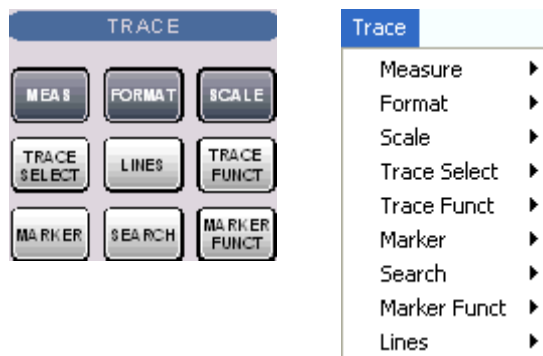 TRACE
MEAS
FORMAT
SCALE
TRACE
SELECT
LINES
TRACE
FUNCT
MARKER
SEARCH
MARKER
FUNCT
Trace
Measure
Format
Scale
Trace Select
Trace Funct
Marker
Search
Marker Funct
Lines